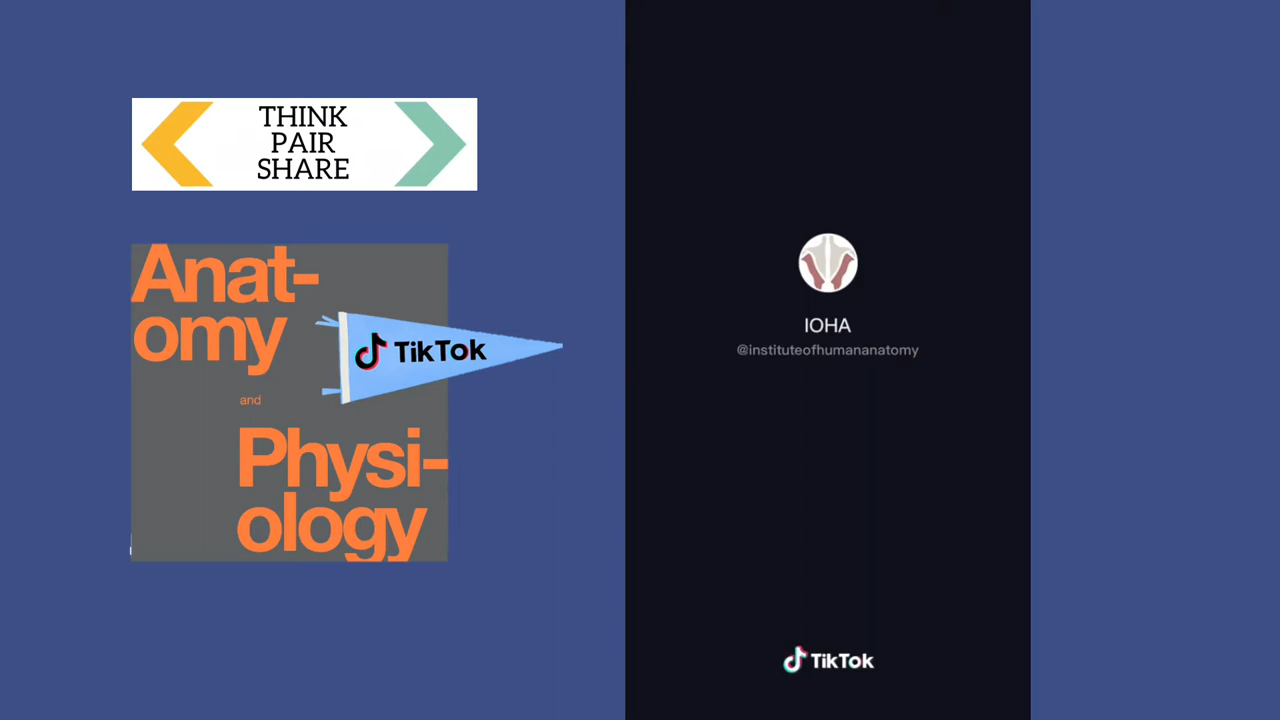 THINK
PAIR
SHARE
Anat-
omy
and
Physi-
ology
TikTok
IOHA
@instituteofhumananatomy
TikTok